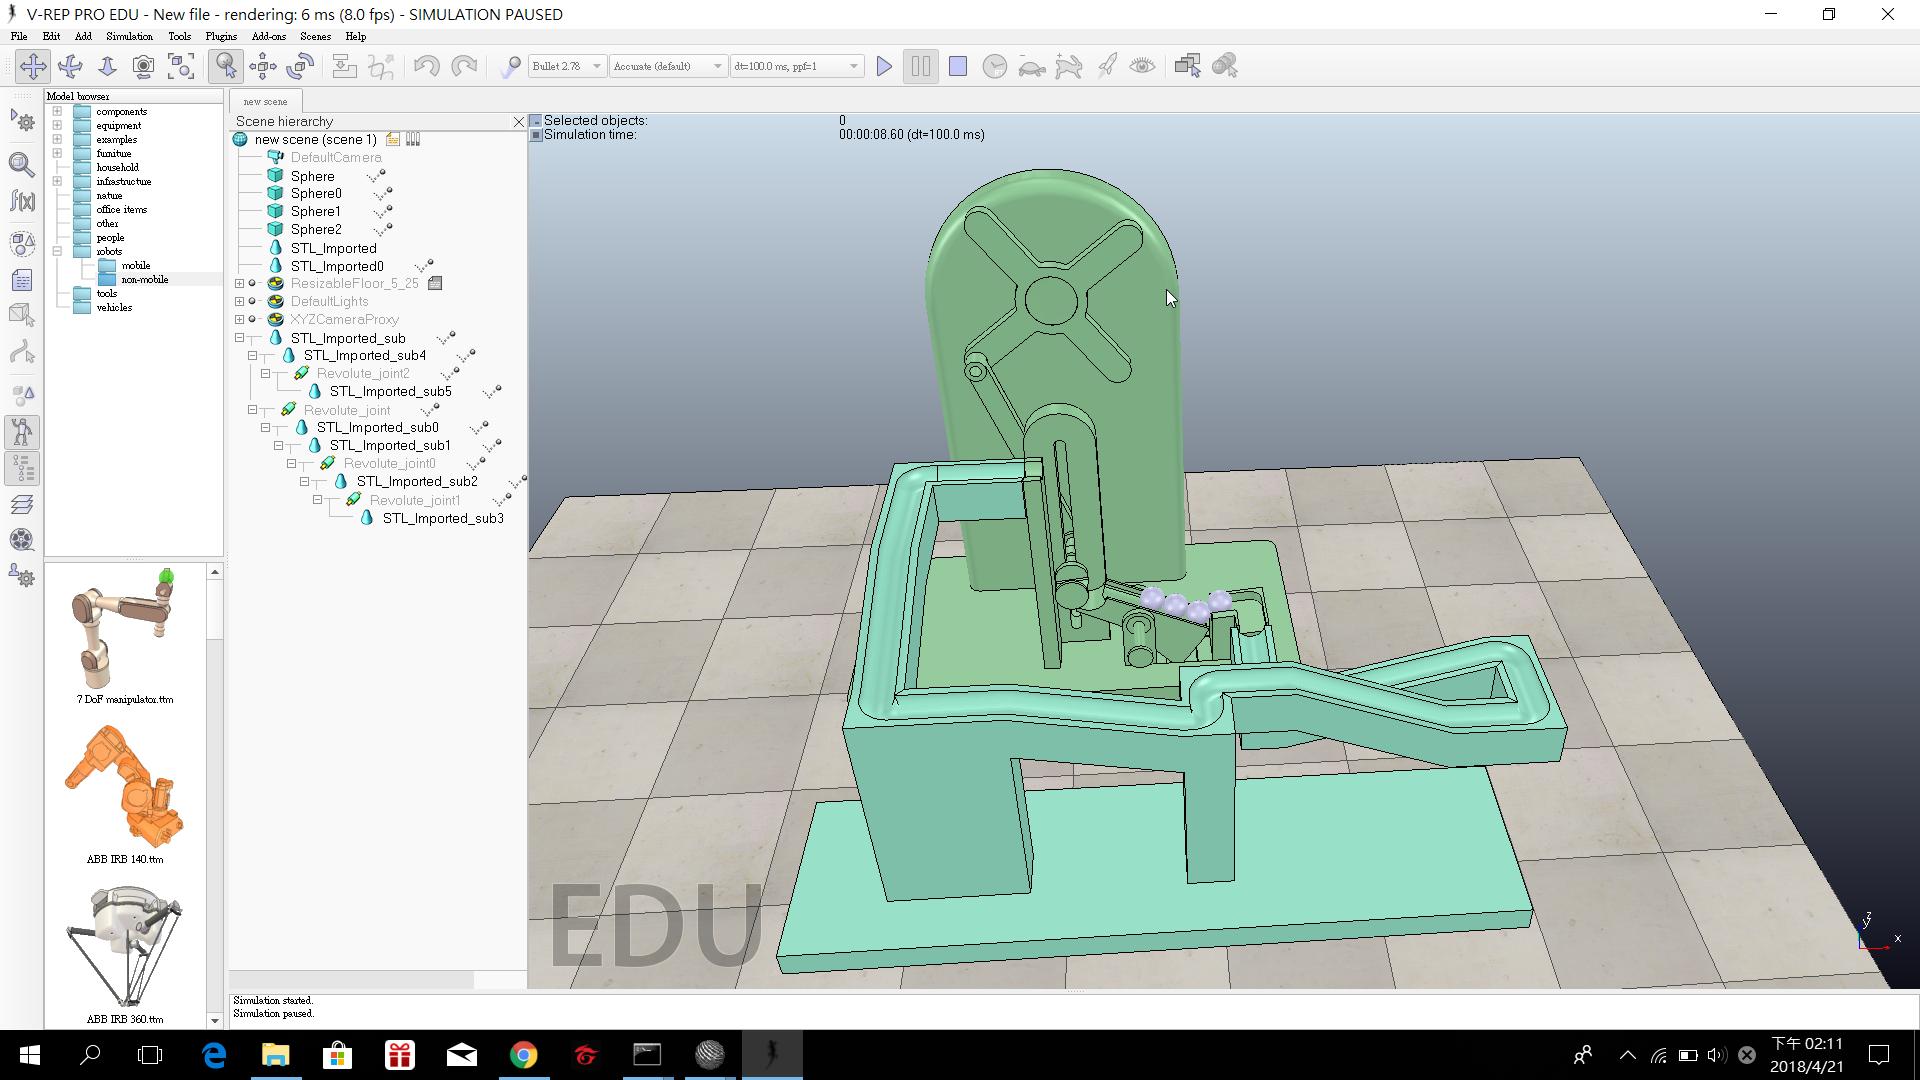 V-REP PRO EDU - New file - rendering: 6 ms (8.0 fps) - SIMULATION PAUSED
File Edit Add Simulation Tools Plugins Add-ons Scenes Help
Bullet 2.78 Accurate (default) dt=100.0 ms, ppf=1
f(x)
Model browser
components
equipment
examples
furniture
household
infrastructure
nature
office items
other
people
robots
mobile
non-mobile
tools
vehicles
7 DoF manipulator.ttm
ABB IRB 140.ttm
ABB IRB 360.ttm
new scene
Scene hierarchy
new scene (scene 1)
DefaultCamera
Sphere
Sphere0
Sphere1
Sphere2
STL_Imported
STL_Imported0
ResizableFloor_5_25
DefaultLights
XYZCameraProxy
STL_Imported_sub
STL_Imported_sub4
Revolute_joint2
STL_Imported_sub5
Revolute_joint
STL_Imported_sub0
STL_Imported_sub1
Revolute_joint0
STL_Imported_sub2
Revolute_joint1
STL_Imported_sub3
Selected objects: 0
Simulation time: 00:00:08.60 (dt=100.0 ms)
EDU
z
y
x
Simulation started.
Simulation paused.
下午 02:11
2018/4/21